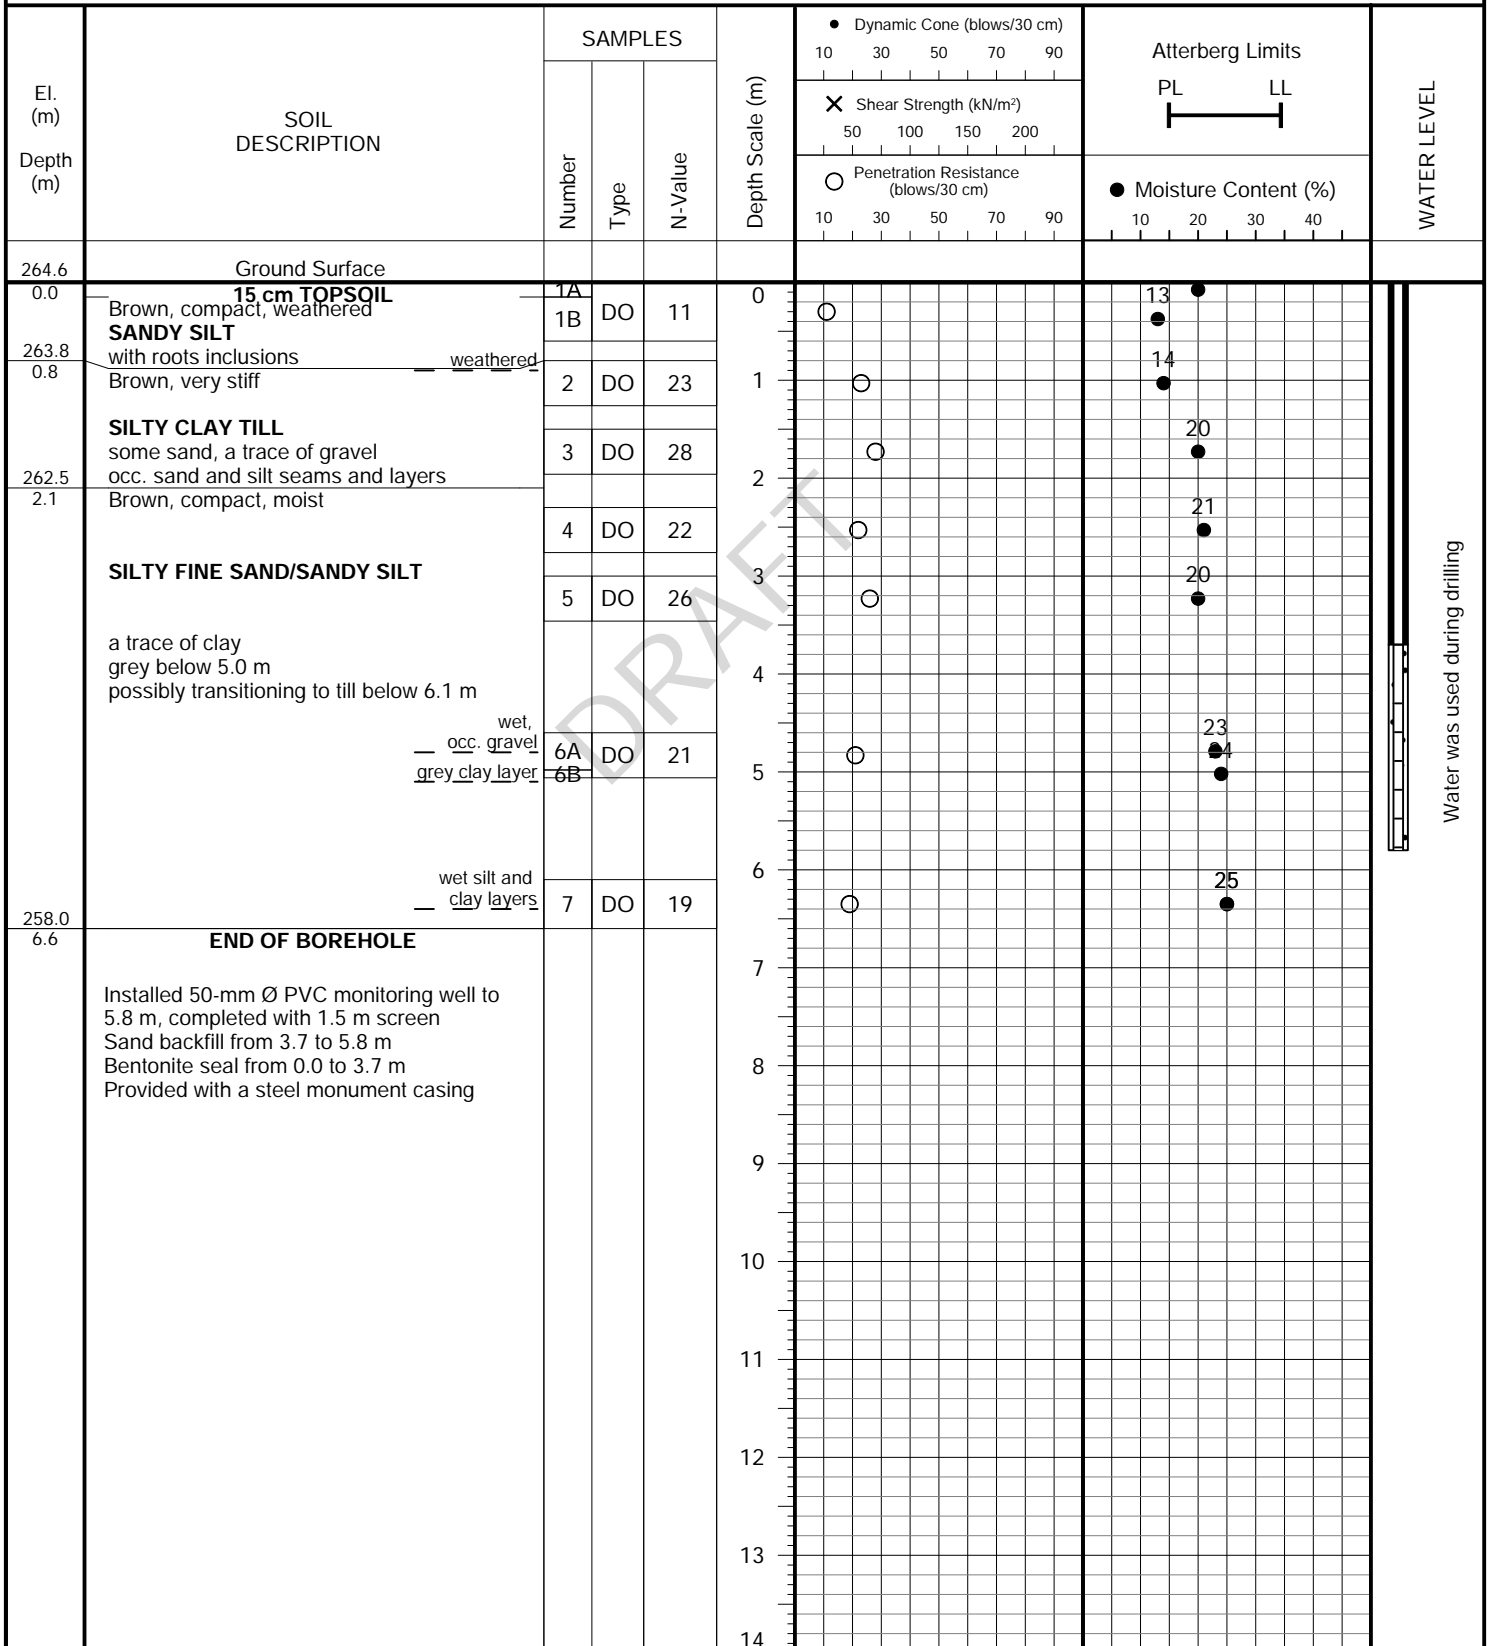 SAMPLES
El.
(m)
Depth
(m)
SOIL
DESCRIPTION
Number
Type
N-Value
Depth Scale (m)
Dynamic Cone (blows/30 cm)
10 30 50 70 90
Shear Strength (kN/m²)
50 100 150 200
Penetration Resistance
(blows/30 cm)
10 30 50 70 90
Atterberg Limits
PL LL
Moisture Content (%)
10 20 30 40
WATER LEVEL
264.6 Ground Surface
0.0 15 cm TOPSOIL 1A 0
Brown, compact, weathered 1B DO 11 13
SANDY SILT
263.8 with roots inclusions weathered 14
0.8 Brown, very stiff 2 DO 23 1
SILTY CLAY TILL 20
some sand, a trace of gravel 3 DO 28
262.5 occ. sand and silt seams and layers 2
2.1 Brown, compact, moist 21
4 DO 22
SILTY FINE SAND/SANDY SILT 3 20
5 DO 26
a trace of clay
grey below 5.0 m 4
possibly transitioning to till below 6.1 m
wet, 23
occ. gravel 6A DO 21 24
grey clay layer 6B 5
wet silt and 6 25
clay layers 7 DO 19
258.0
6.6 END OF BOREHOLE
7
Installed 50-mm Ø PVC monitoring well to
5.8 m, completed with 1.5 m screen
Sand backfill from 3.7 to 5.8 m
Bentonite seal from 0.0 to 3.7 m 8
Provided with a steel monument casing
9
10
11
12
13
14
Water was used during drilling
DRAFT